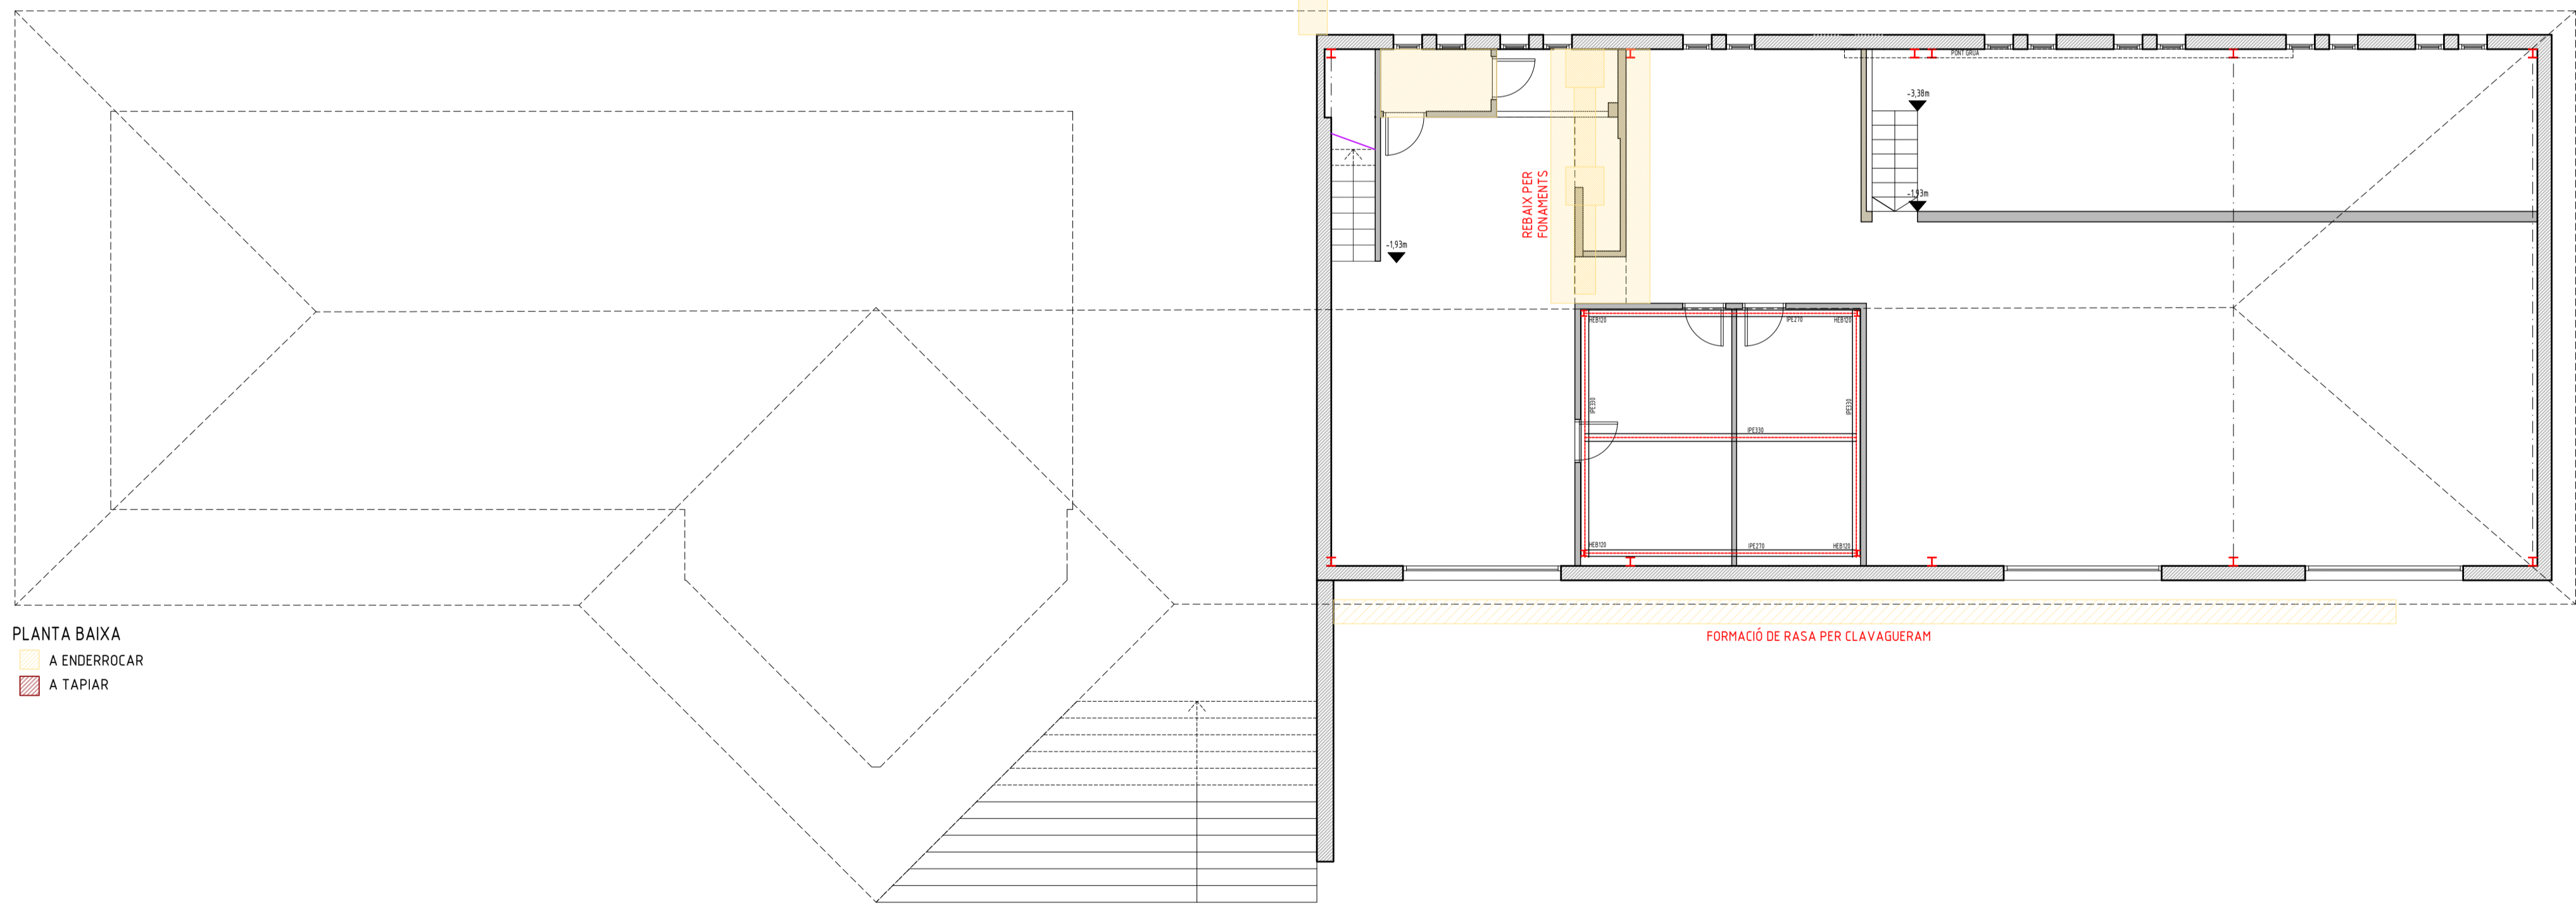 PONT GRUA
-3,38m
-1,93m
REBAIX PER
FONAMENTS
-1,93m
HEB120
IPE270
HEB120
IPE330
IPE330
IPE330
HEB120
IPE270
HEB120
FORMACIÓ DE RASA PER CLAVAGUERAM
PLANTA BAIXA
A ENDERROCAR
A TAPIAR